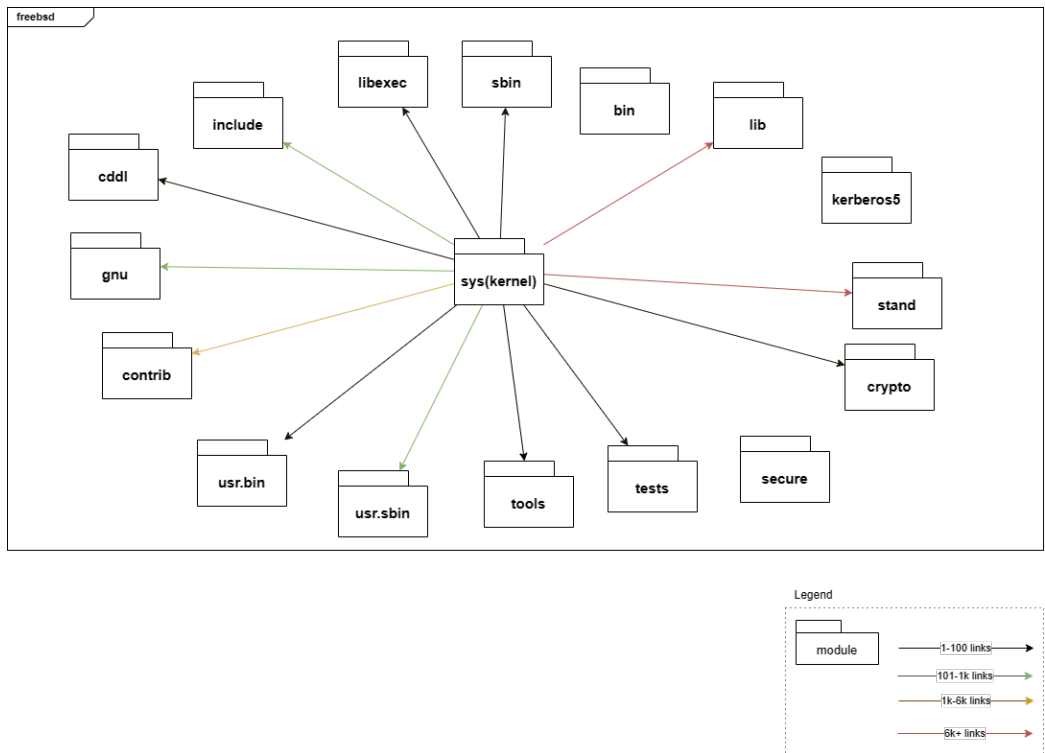 freebsd
libexec
sbin
bin
include
lib
cddl
kerberos5
gnu
sys(kernel)
stand
contrib
crypto
usr.bin
usr.sbin
tools
tests
secure
Legend
module
1-100 links
101-1k links
1k-6k links
6k+ links